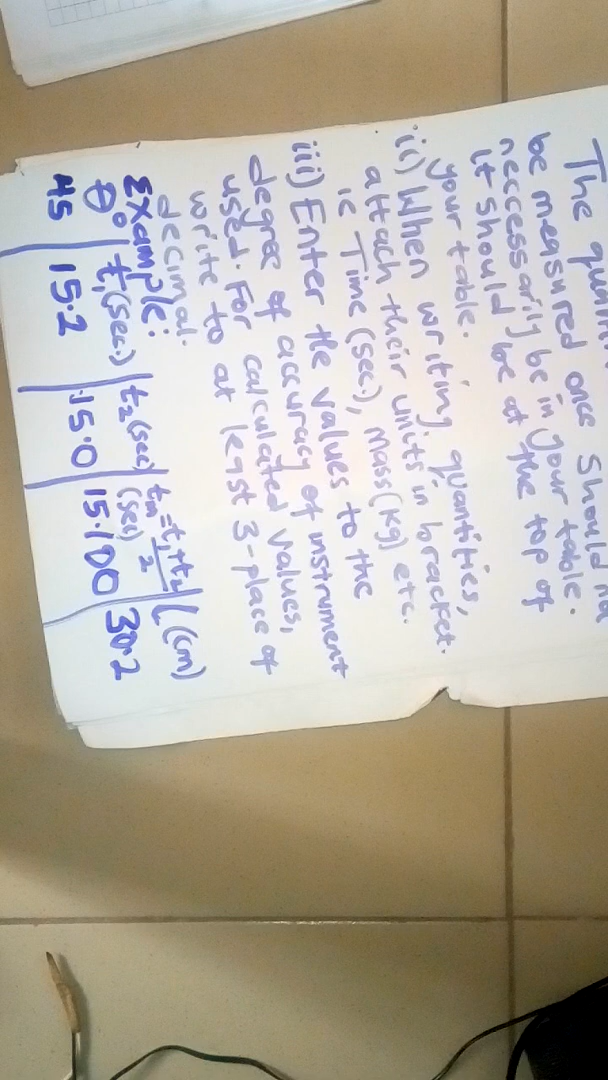 The
be measured once should
neccessarily be in your table.
It should be at the top of
your table.
ii) When writing quantities,
attach their units in bracket.
ie Time (sec), Mass (kg) etc.
iii) Enter the values to the
degree of accuracy of instrument
used. For calculated values,
write to at least 3-place of
decimal.
Example:
θ° | t₁(sec.) | t₂(sec) | tm = t₁+t₂/2 (sec) | L(cm)
45 | 15.2 | 15.0 | 15.100 | 30.2